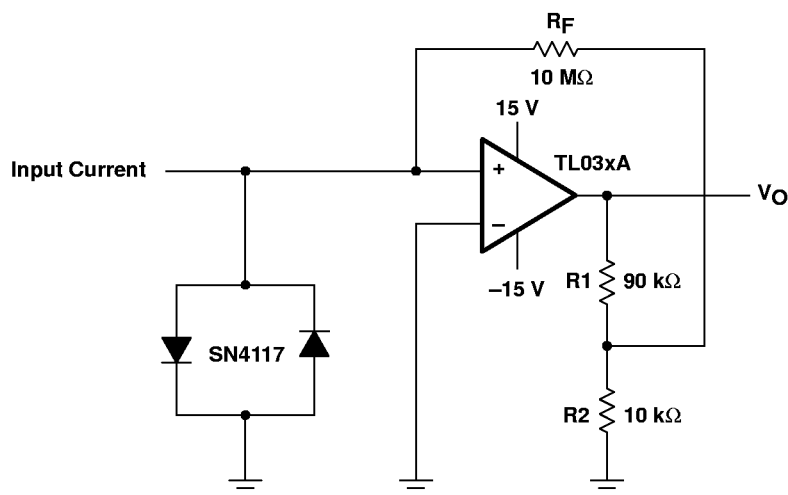 RF
10 MΩ
15 V
Input Current
+
TL03xA
VO
–
–15 V
R1 90 kΩ
SN4117
R2 10 kΩ